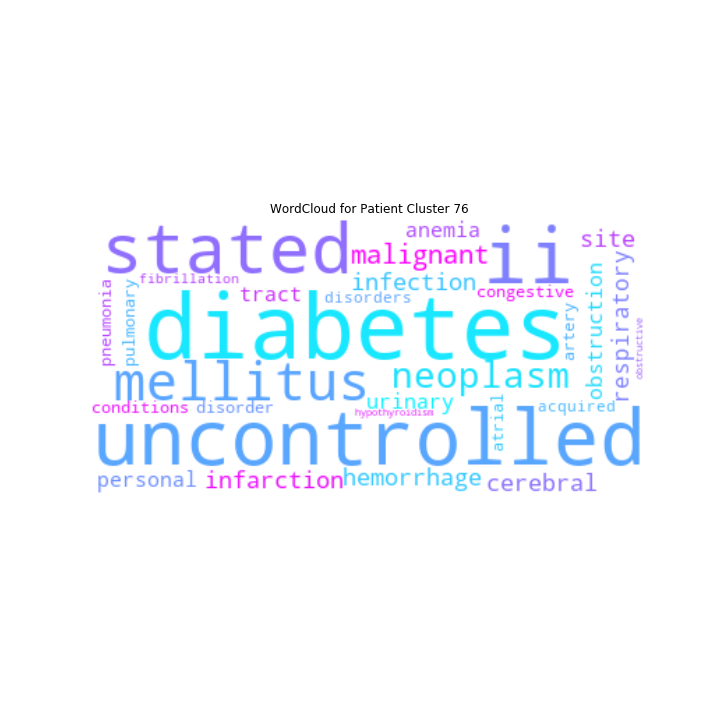 WordCloud for Patient Cluster 76
stated
anemia
ii
site
malignant
fibrillation
infection
tract
disorders
congestive
pneumonia
pulmonary
diabetes
artery
obstruction
respiratory
obstructive
mellitus
neoplasm
conditions
disorder
urinary
hypothyroidism
atrial
acquired
uncontrolled
personal
infarction
hemorrhage
cerebral